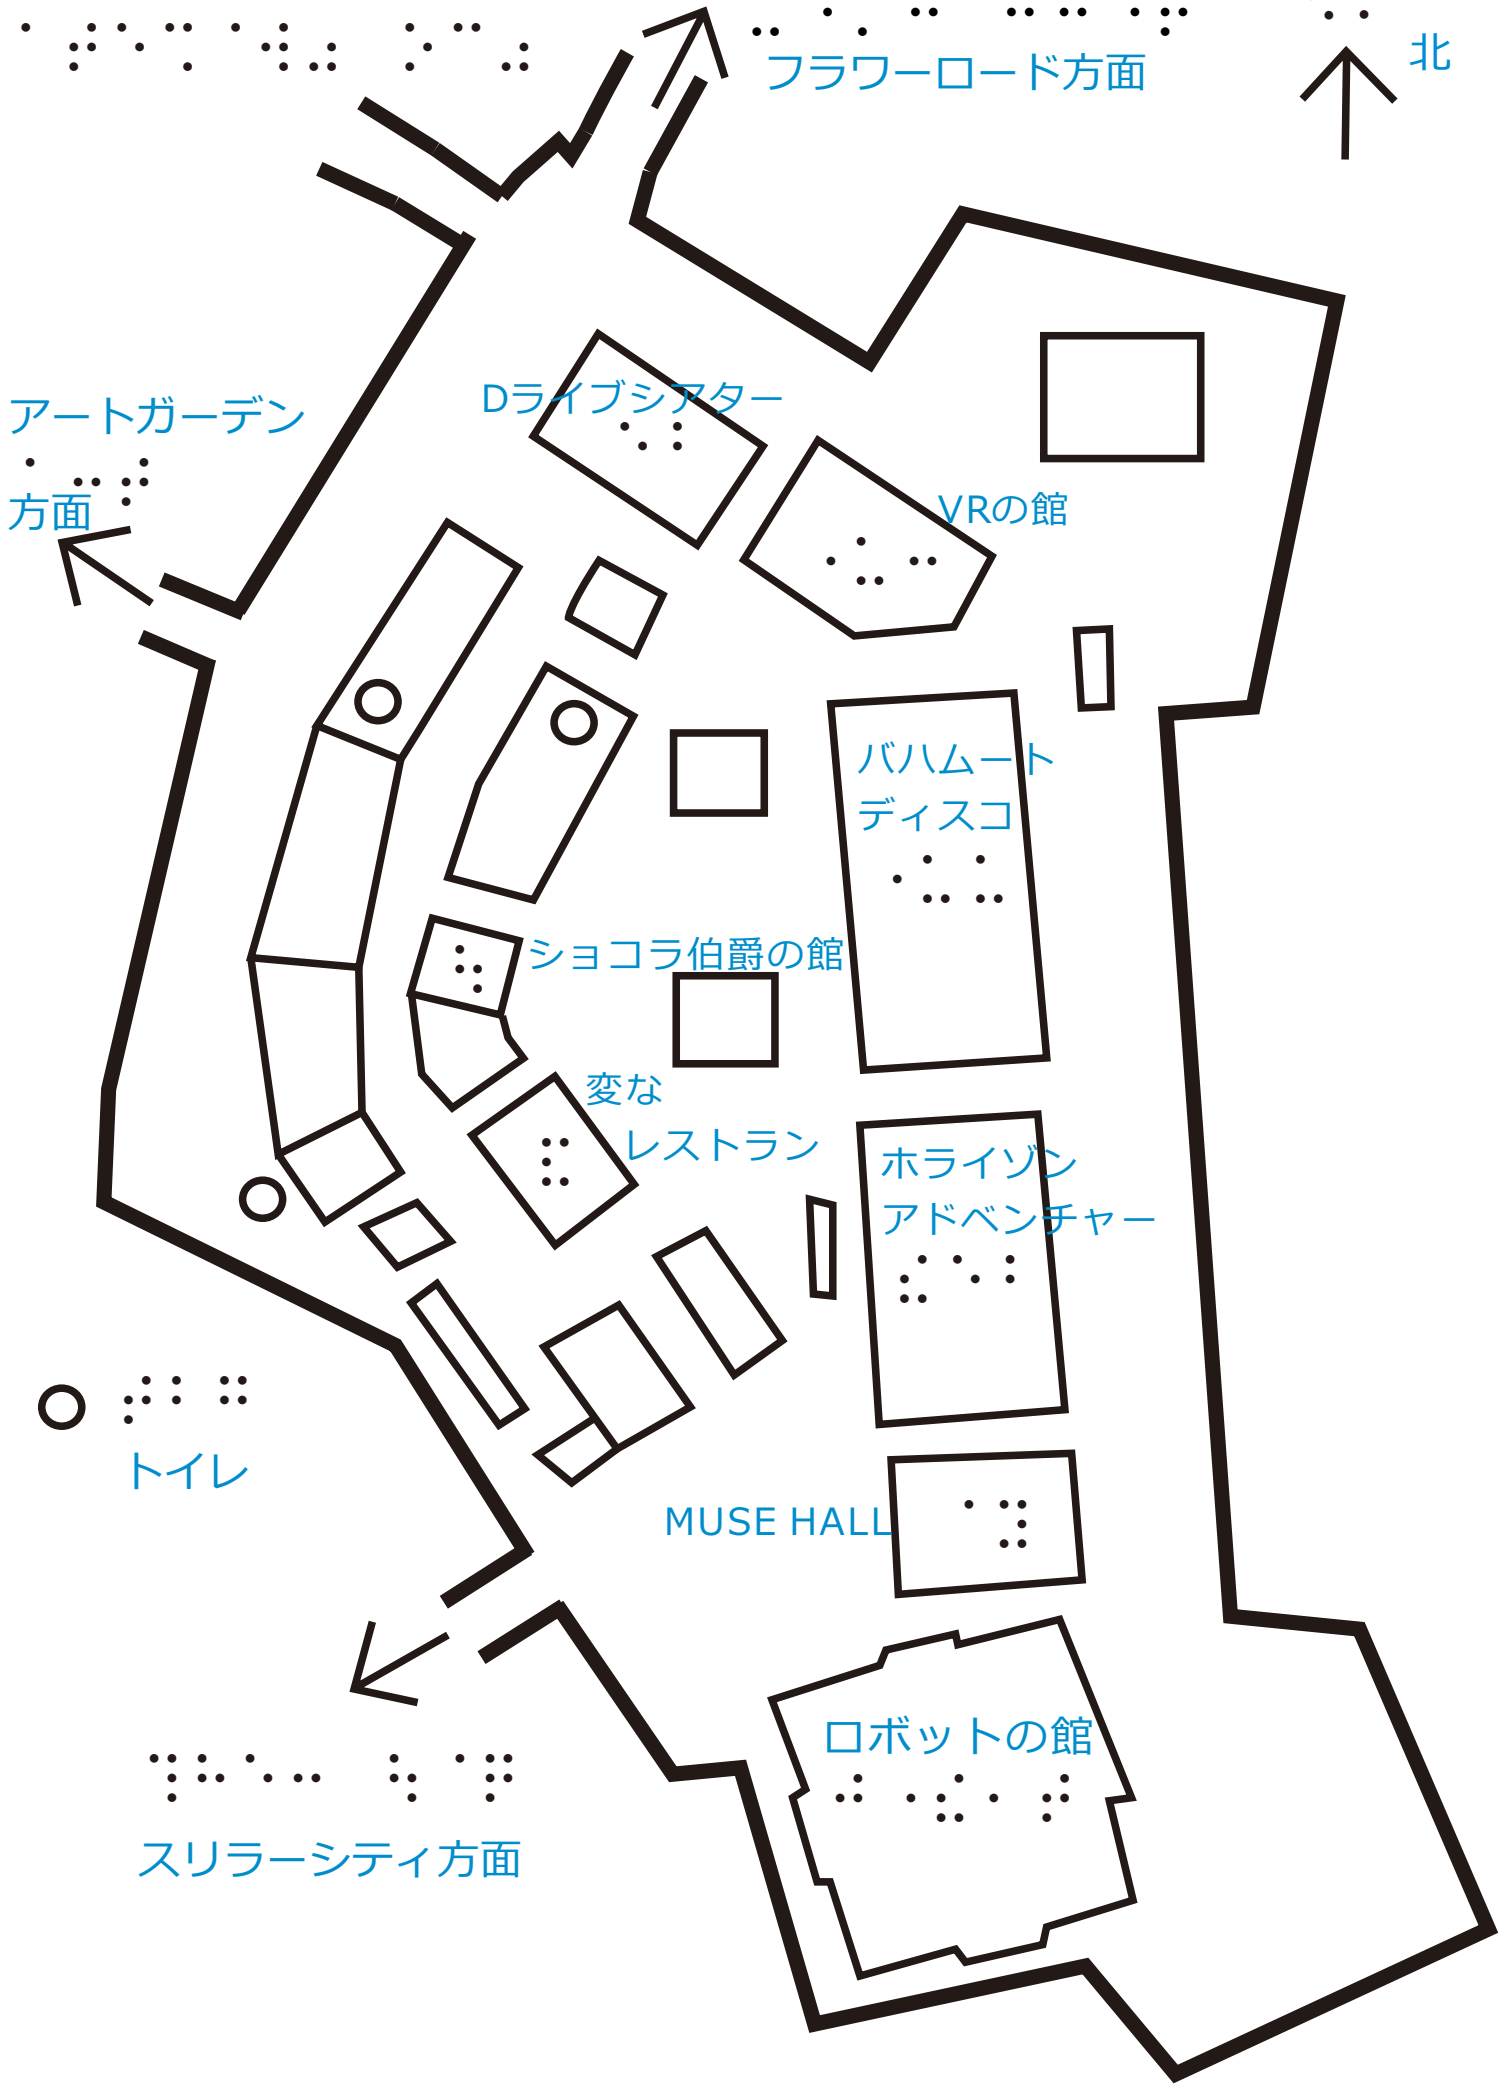 フラワーロード方面
北
アートガーデン
方面
Dライブシアター
VRの館
バハムート
ディスコ
ショコラ伯爵の館
変な
レストラン
ホライゾン
アドベンチャー
トイレ
MUSE HALL
ロボットの館
スリラーシティ方面